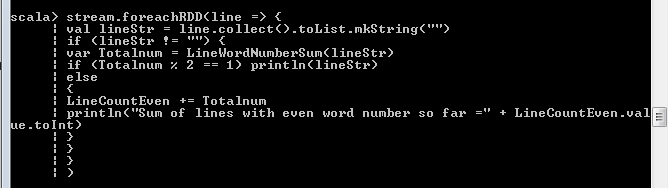 scala> stream.foreachRDD(line => {
| val lineStr = line.collect().toList.mkString("")
| if (lineStr != "") {
| var Totalnum = LineWordNumberSum(lineStr)
| if (Totalnum % 2 == 1) println(lineStr)
| else
| {
| LineCountEven += Totalnum
| println("Sum of lines with even word number so far =" + LineCountEven.val
ue.toInt)
| }
| }
| }
| )